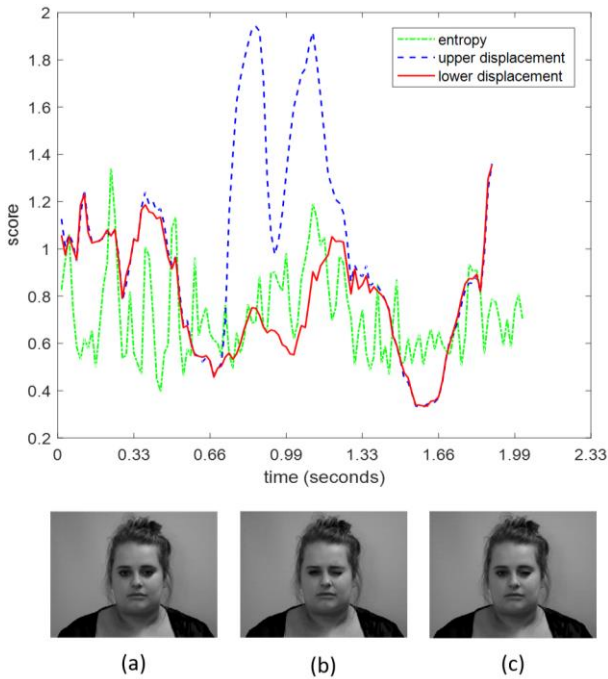 2
1.8
1.6
1.4
1.2
1
0.8
0.6
0.4
0.2
score
entropy
upper displacement
lower displacement
0 0.33 0.66 0.99 1.33 1.66 1.99 2.33
time (seconds)
(a) (b) (c)